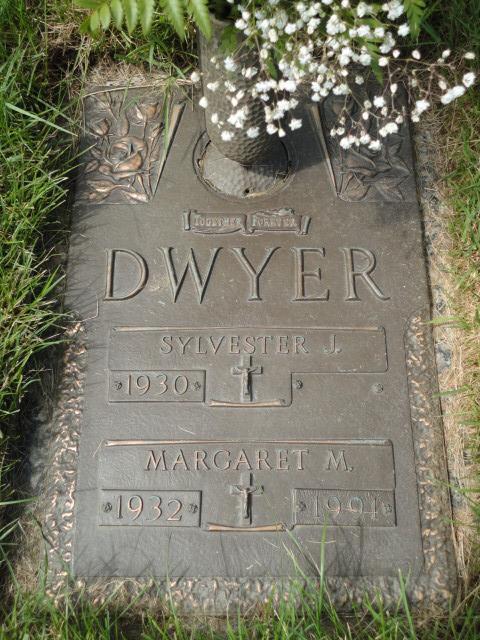 TOGETHER FOREVER
DWYER
SYLVESTER J.
1930
MARGARET M.
1932 1994